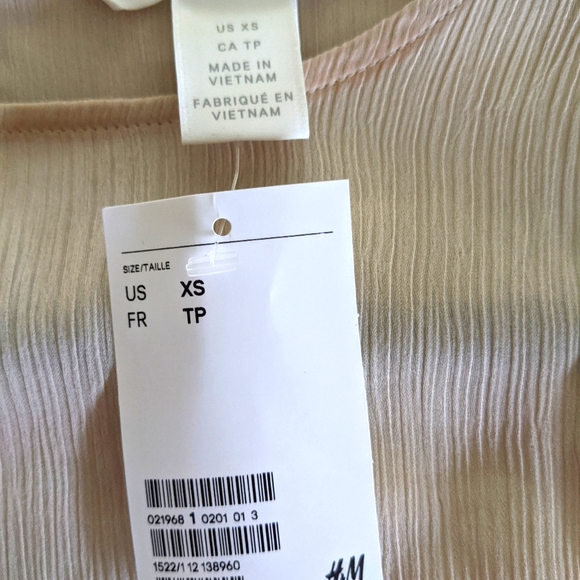 US XS
CA TP
MADE IN
VIETNAM
FABRIQUÉ EN
VIETNAM
SIZE/TAILLE
US XS
FR TP
021968 1 0201 01 3
1522/112 138960
H&M